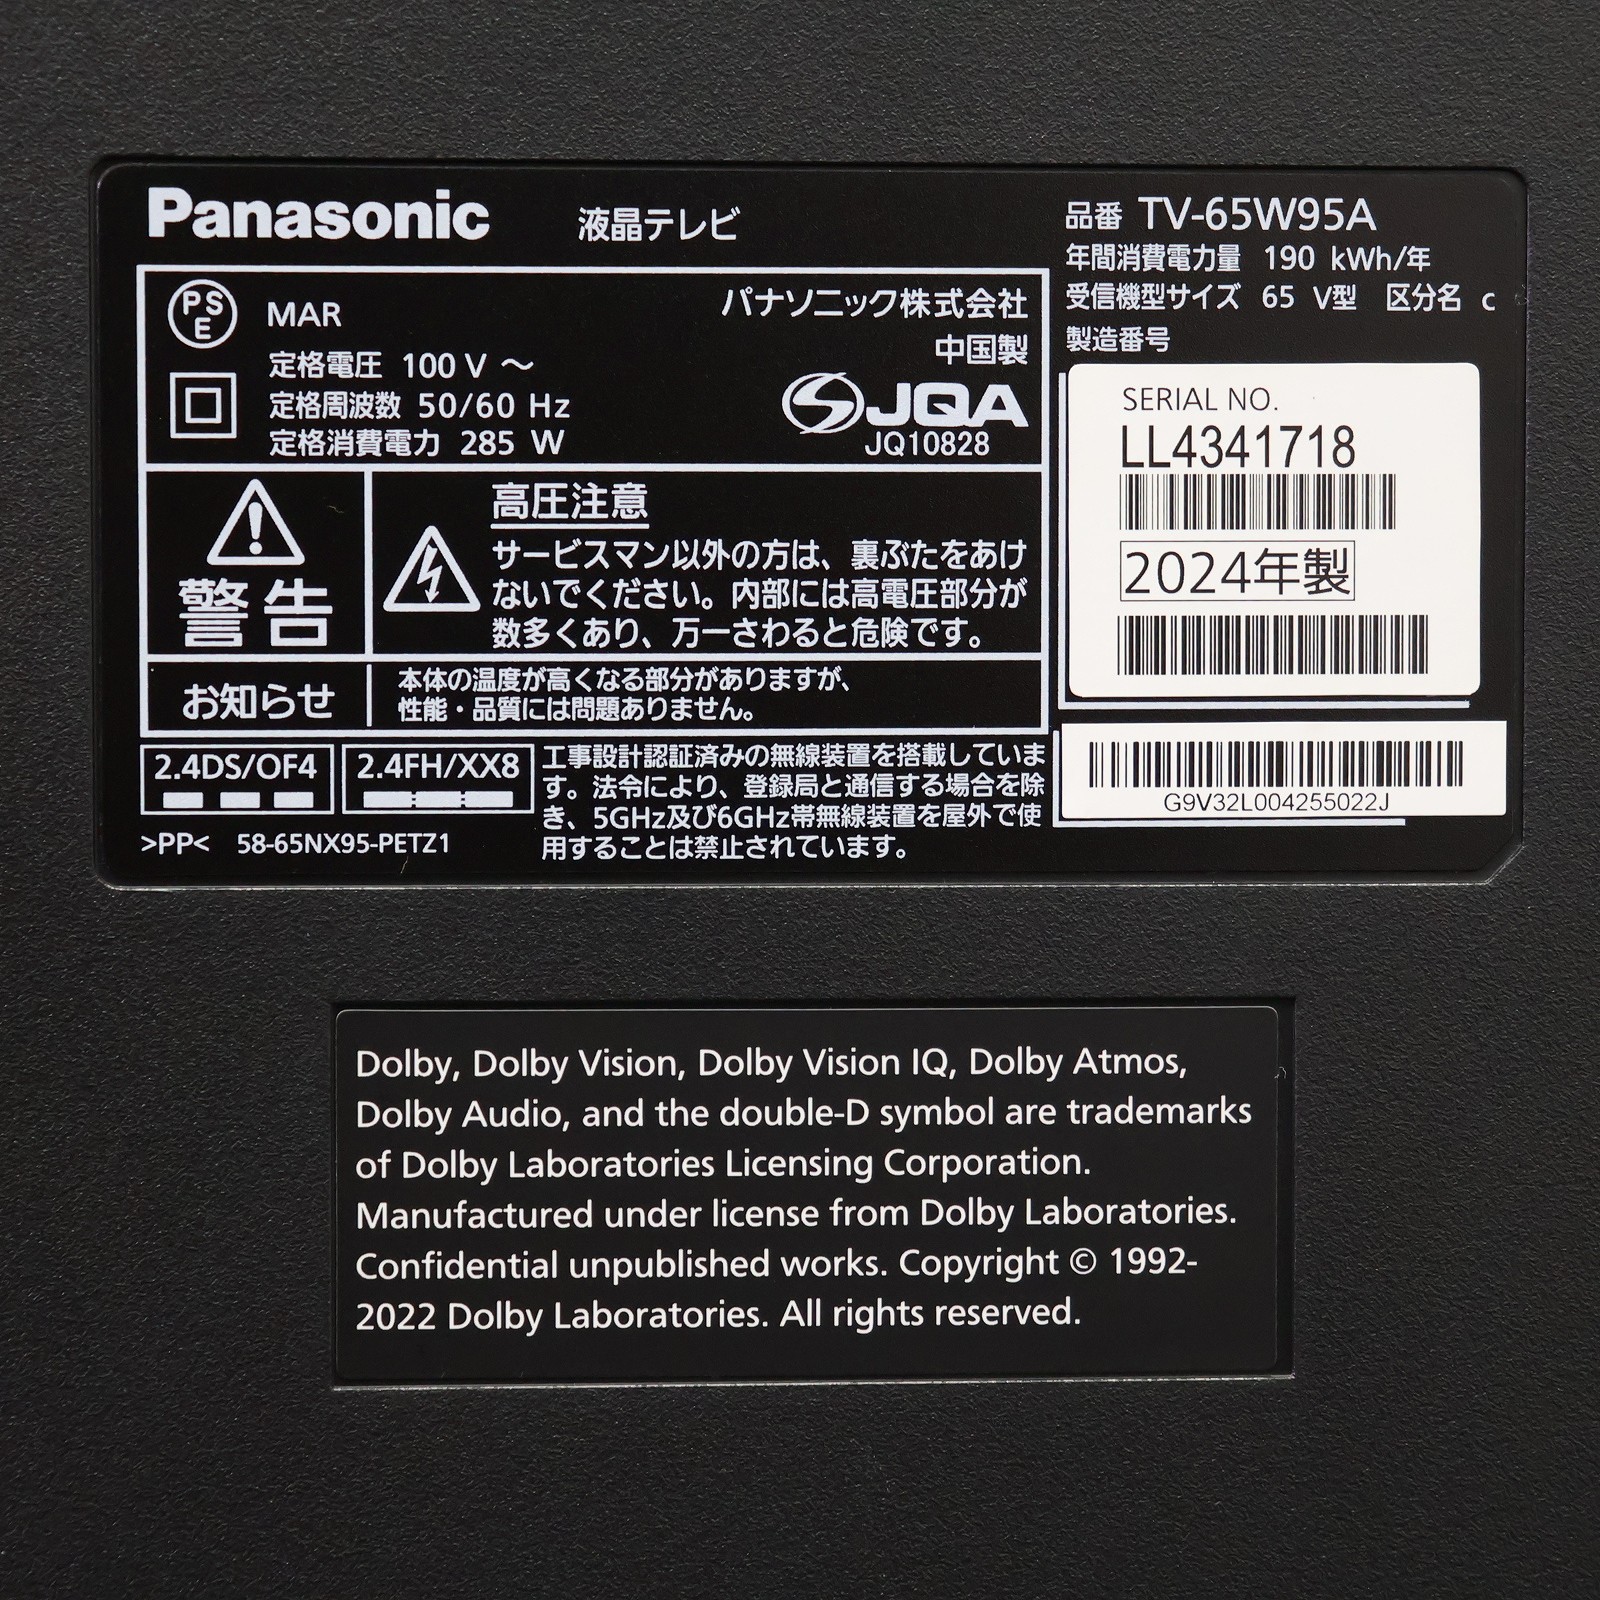 Panasonic 液晶テレビ
PS
E
MAR
定格電圧 100 V ～
定格周波数 50/60 Hz
定格消費電力 285 W
パナソニック株式会社
中国製
JQA
JQ10828
警告
高圧注意
サービスマン以外の方は、裏ぶたをあけ
ないでください。内部には高電圧部分が
数多くあり、万一さわると危険です。
お知らせ
本体の温度が高くなる部分がありますが、
性能・品質には問題ありません。
2.4DS/OF4
2.4FH/XX8
工事設計認証済みの無線装置を搭載していま
す。法令により、登録局と通信する場合を除
き、5GHz及び6GHz帯無線装置を屋外で使
用することは禁止されています。
>PP< 58-65NX95-PETZ1
品番 TV-65W95A
年間消費電力量 190 kWh/年
受信機型サイズ 65 V型 区分名 c
製造番号
SERIAL NO.
LL4341718
2024年製
G9V32L004255022J
Dolby, Dolby Vision, Dolby Vision IQ, Dolby Atmos,
Dolby Audio, and the double-D symbol are trademarks
of Dolby Laboratories Licensing Corporation.
Manufactured under license from Dolby Laboratories.
Confidential unpublished works. Copyright © 1992-
2022 Dolby Laboratories. All rights reserved.